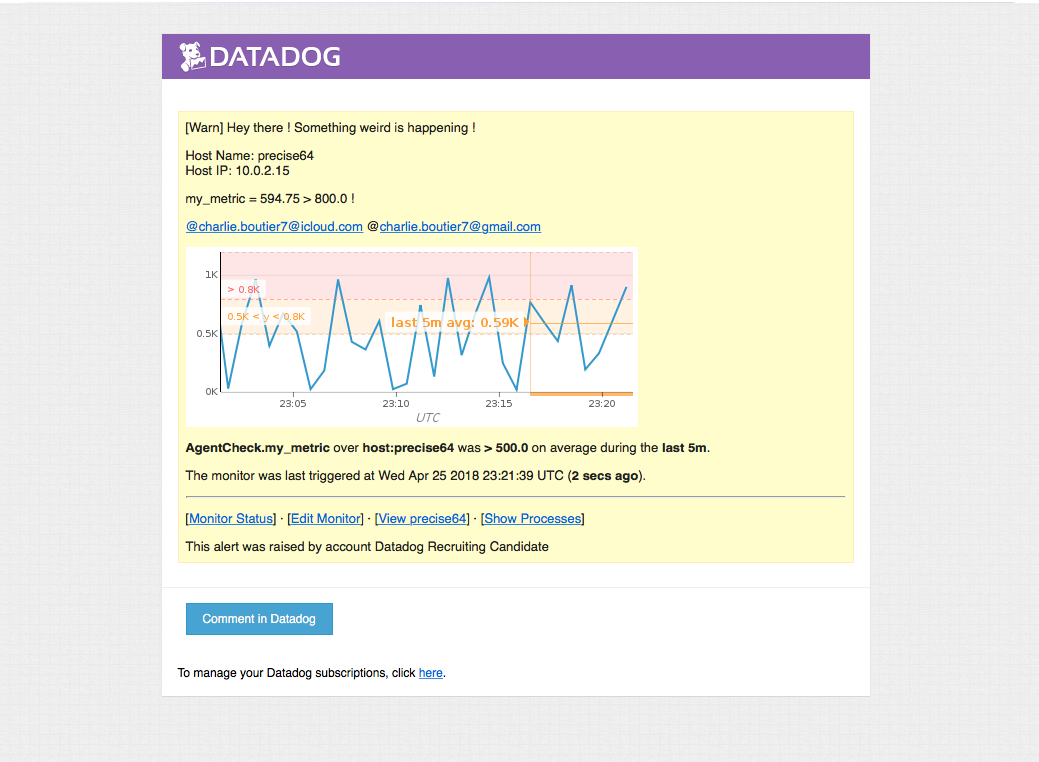 DATADOG
[Warn] Hey there ! Something weird is happening !
Host Name: precise64
Host IP: 10.0.2.15
my_metric = 594.75 > 800.0 !
@charlie.boutier7@icloud.com @charlie.boutier7@gmail.com
1K
> 0.8K
0.5K < y < 0.8K
last 5m avg: 0.59K
0.5K
0K
23:05 23:10 23:15 23:20
UTC
AgentCheck.my_metric over host:precise64 was > 500.0 on average during the last 5m.
The monitor was last triggered at Wed Apr 25 2018 23:21:39 UTC (2 secs ago).
[Monitor Status] · [Edit Monitor] · [View precise64] · [Show Processes]
This alert was raised by account Datadog Recruiting Candidate
Comment in Datadog
To manage your Datadog subscriptions, click here.